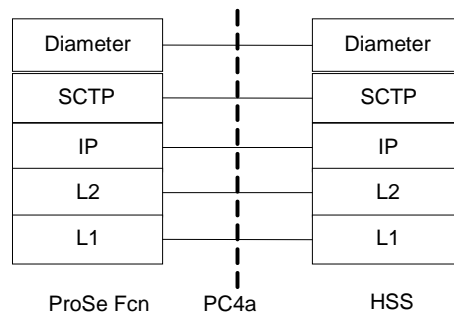 Diameter Diameter
SCTP SCTP
IP IP
L2 L2
L1 L1
ProSe Fcn PC4a HSS